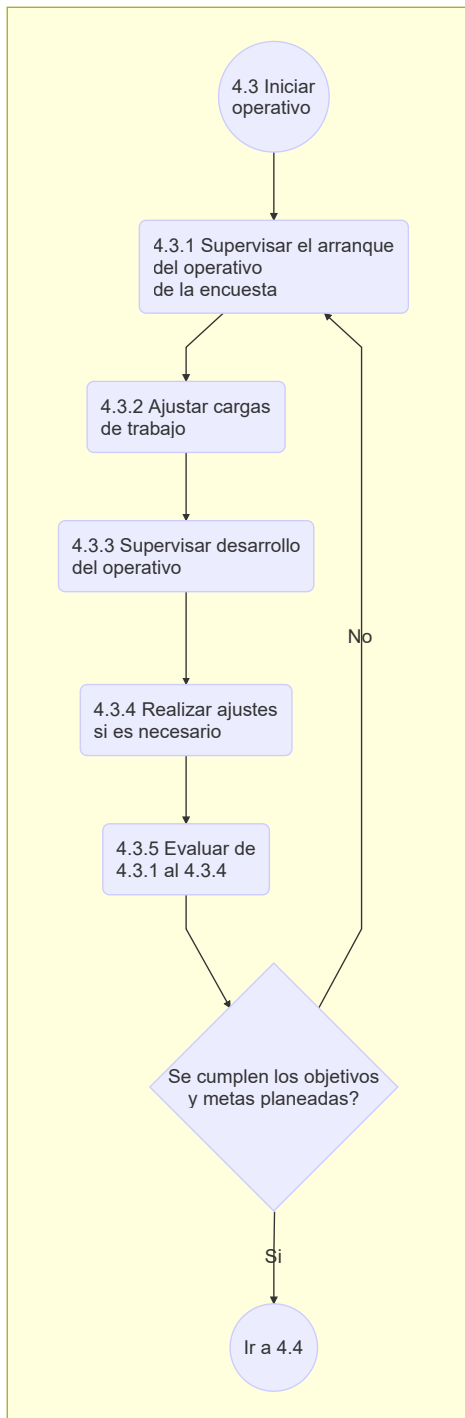 4.3 Iniciar
operativo
4.3.1 Supervisar el arranque
del operativo
de la encuesta
4.3.2 Ajustar cargas
de trabajo
4.3.3 Supervisar desarrollo
del operativo
No
4.3.4 Realizar ajustes
si es necesario
4.3.5 Evaluar de
4.3.1 al 4.3.4
Se cumplen los objetivos
y metas planeadas?
Si
Ir a 4.4